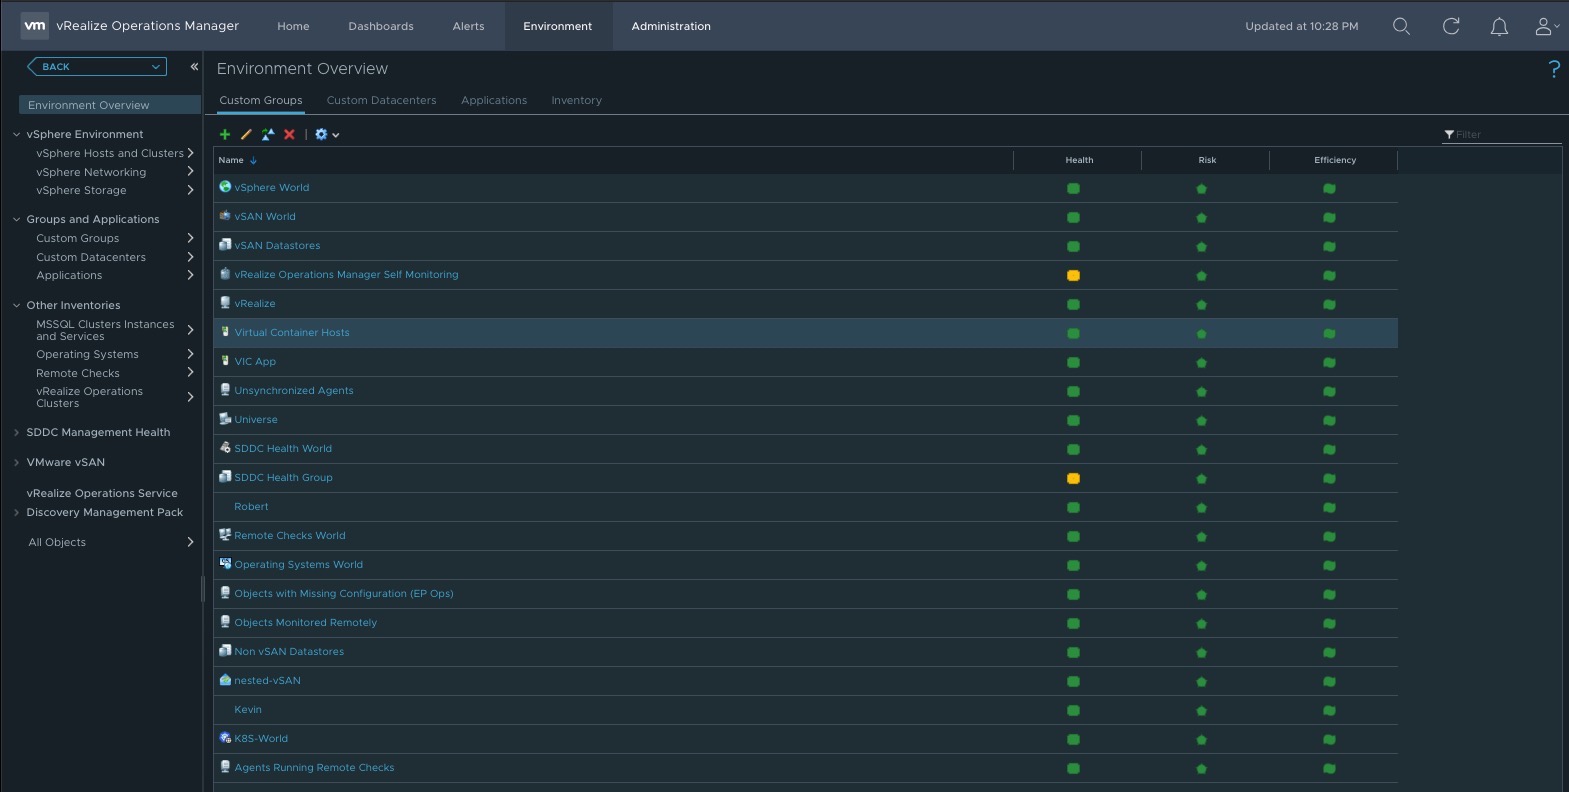 vm vRealize Operations Manager Home Dashboards Alerts Environment Administration Updated at 10:28 PM
BACK
Environment Overview
vSphere Environment
vSphere Hosts and Clusters
vSphere Networking
vSphere Storage
Groups and Applications
Custom Groups
Custom Datacenters
Applications
Other Inventories
MSSQL Clusters Instances
and Services
Operating Systems
Remote Checks
vRealize Operations
Clusters
SDDC Management Health
VMware vSAN
vRealize Operations Service
Discovery Management Pack
All Objects
Environment Overview ?
Custom Groups Custom Datacenters Applications Inventory
Filter
Name Health Risk Efficiency
vSphere World
vSAN World
vSAN Datastores
vRealize Operations Manager Self Monitoring
vRealize
Virtual Container Hosts
VIC App
Unsynchronized Agents
Universe
SDDC Health World
SDDC Health Group
Robert
Remote Checks World
Operating Systems World
Objects with Missing Configuration (EP Ops)
Objects Monitored Remotely
Non vSAN Datastores
nested-vSAN
Kevin
K8S-World
Agents Running Remote Checks